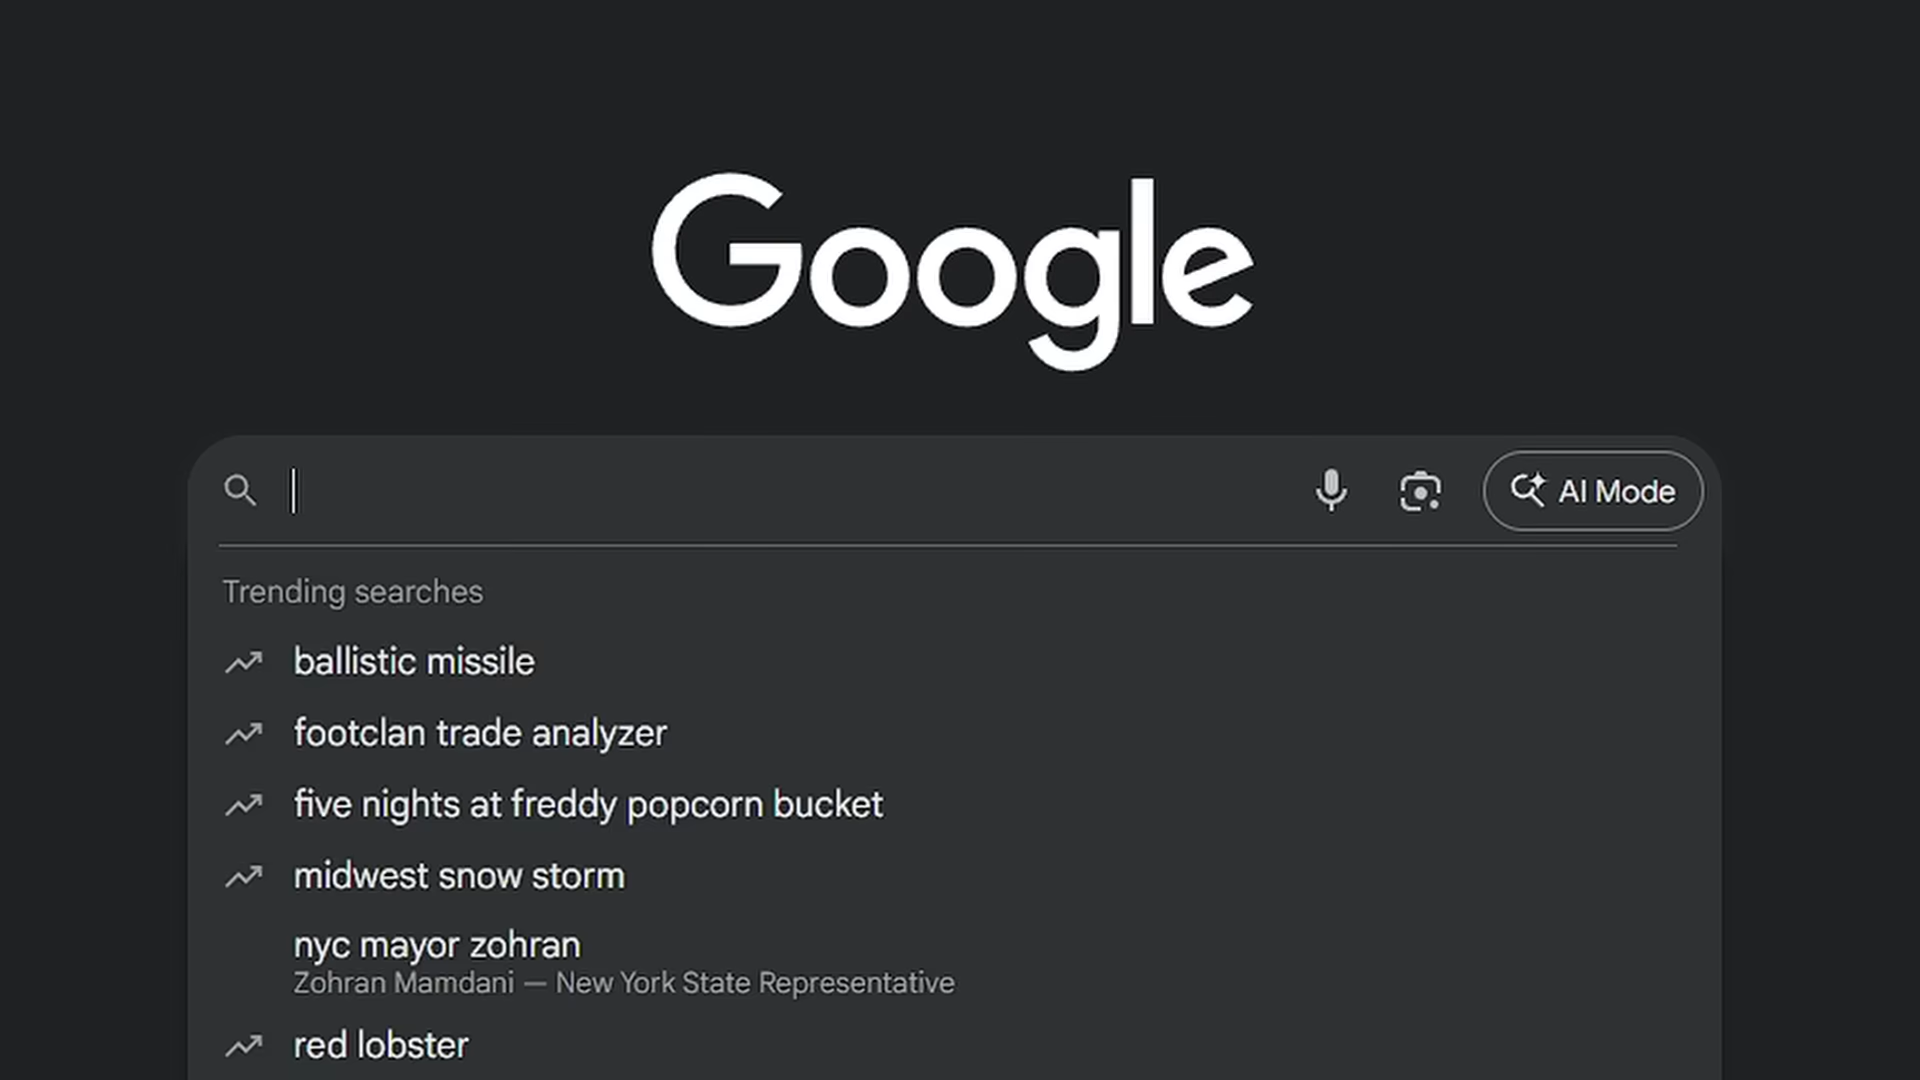 Google
AI Mode
Trending searches
ballistic missile
footclan trade analyzer
five nights at freddy popcorn bucket
midwest snow storm
nyc mayor zohran
Zohran Mamdani — New York State Representative
red lobster